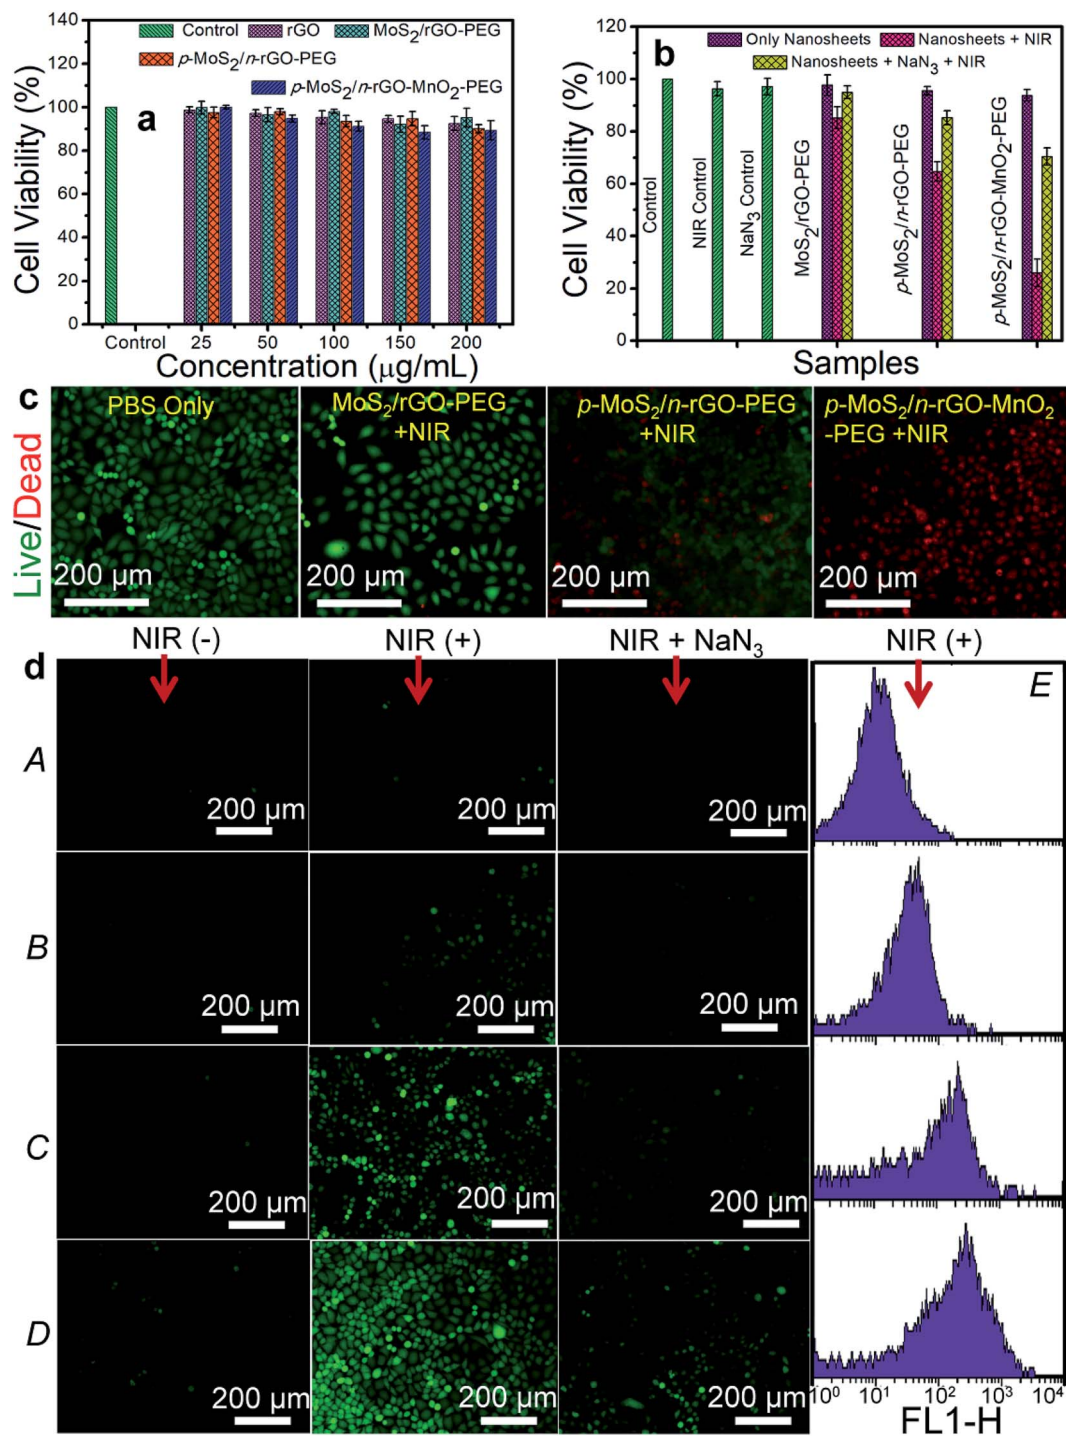 a
140
120
100
80
60
40
20
0
Cell Viability (%)
Control rGO MoS2/rGO-PEG
p-MoS2/n-rGO-PEG
p-MoS2/n-rGO-MnO2-PEG
Control 25 50 100 150 200
Concentration (μg/mL)
b
120
100
80
60
40
20
0
Cell Viability (%)
Only Nanosheets Nanosheets + NIR
Nanosheets + NaN3 + NIR
Control
NIR Control
NaN3 Control
MoS2/rGO-PEG
p-MoS2/n-rGO-PEG
p-MoS2/n-rGO-MnO2-PEG
Samples
c
Live/Dead
PBS Only
200 μm
MoS2/rGO-PEG
+NIR
200 μm
p-MoS2/n-rGO-PEG
+NIR
200 μm
p-MoS2/n-rGO-MnO2
-PEG +NIR
200 μm
d
NIR (-) NIR (+) NIR + NaN3 NIR (+)
E
A
200 μm 200 μm 200 μm
B
200 μm 200 μm 200 μm
C
200 μm 200 μm 200 μm
D
200 μm 200 μm 200 μm
10^0 10^1 10^2 10^3 10^4
FL1-H